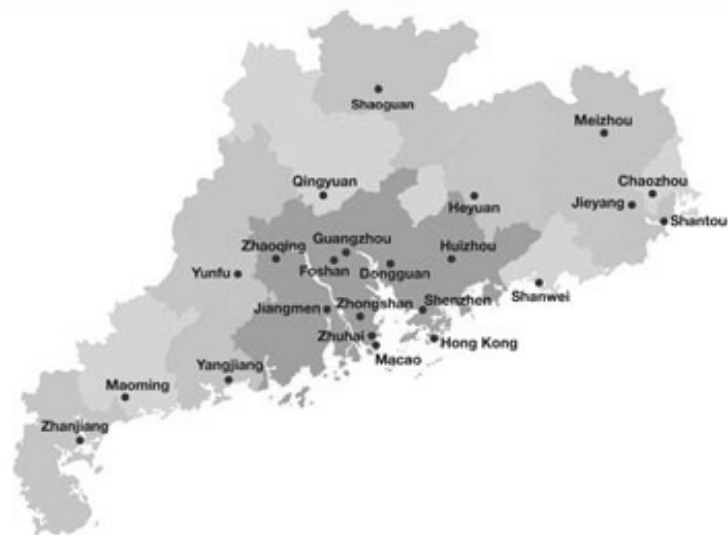 Shaoguan
Meizhou
Qingyuan
Heyuan
Chaozhou
Jieyang
Shantou
Guangzhou
Zhaoqing
Foshan
Dongguan
Huizhou
Yunfu
Shanwei
Jiangmen
Zhongshan
Shenzhen
Zhuhai
Hong Kong
Macao
Yangjiang
Maoming
Zhanjiang